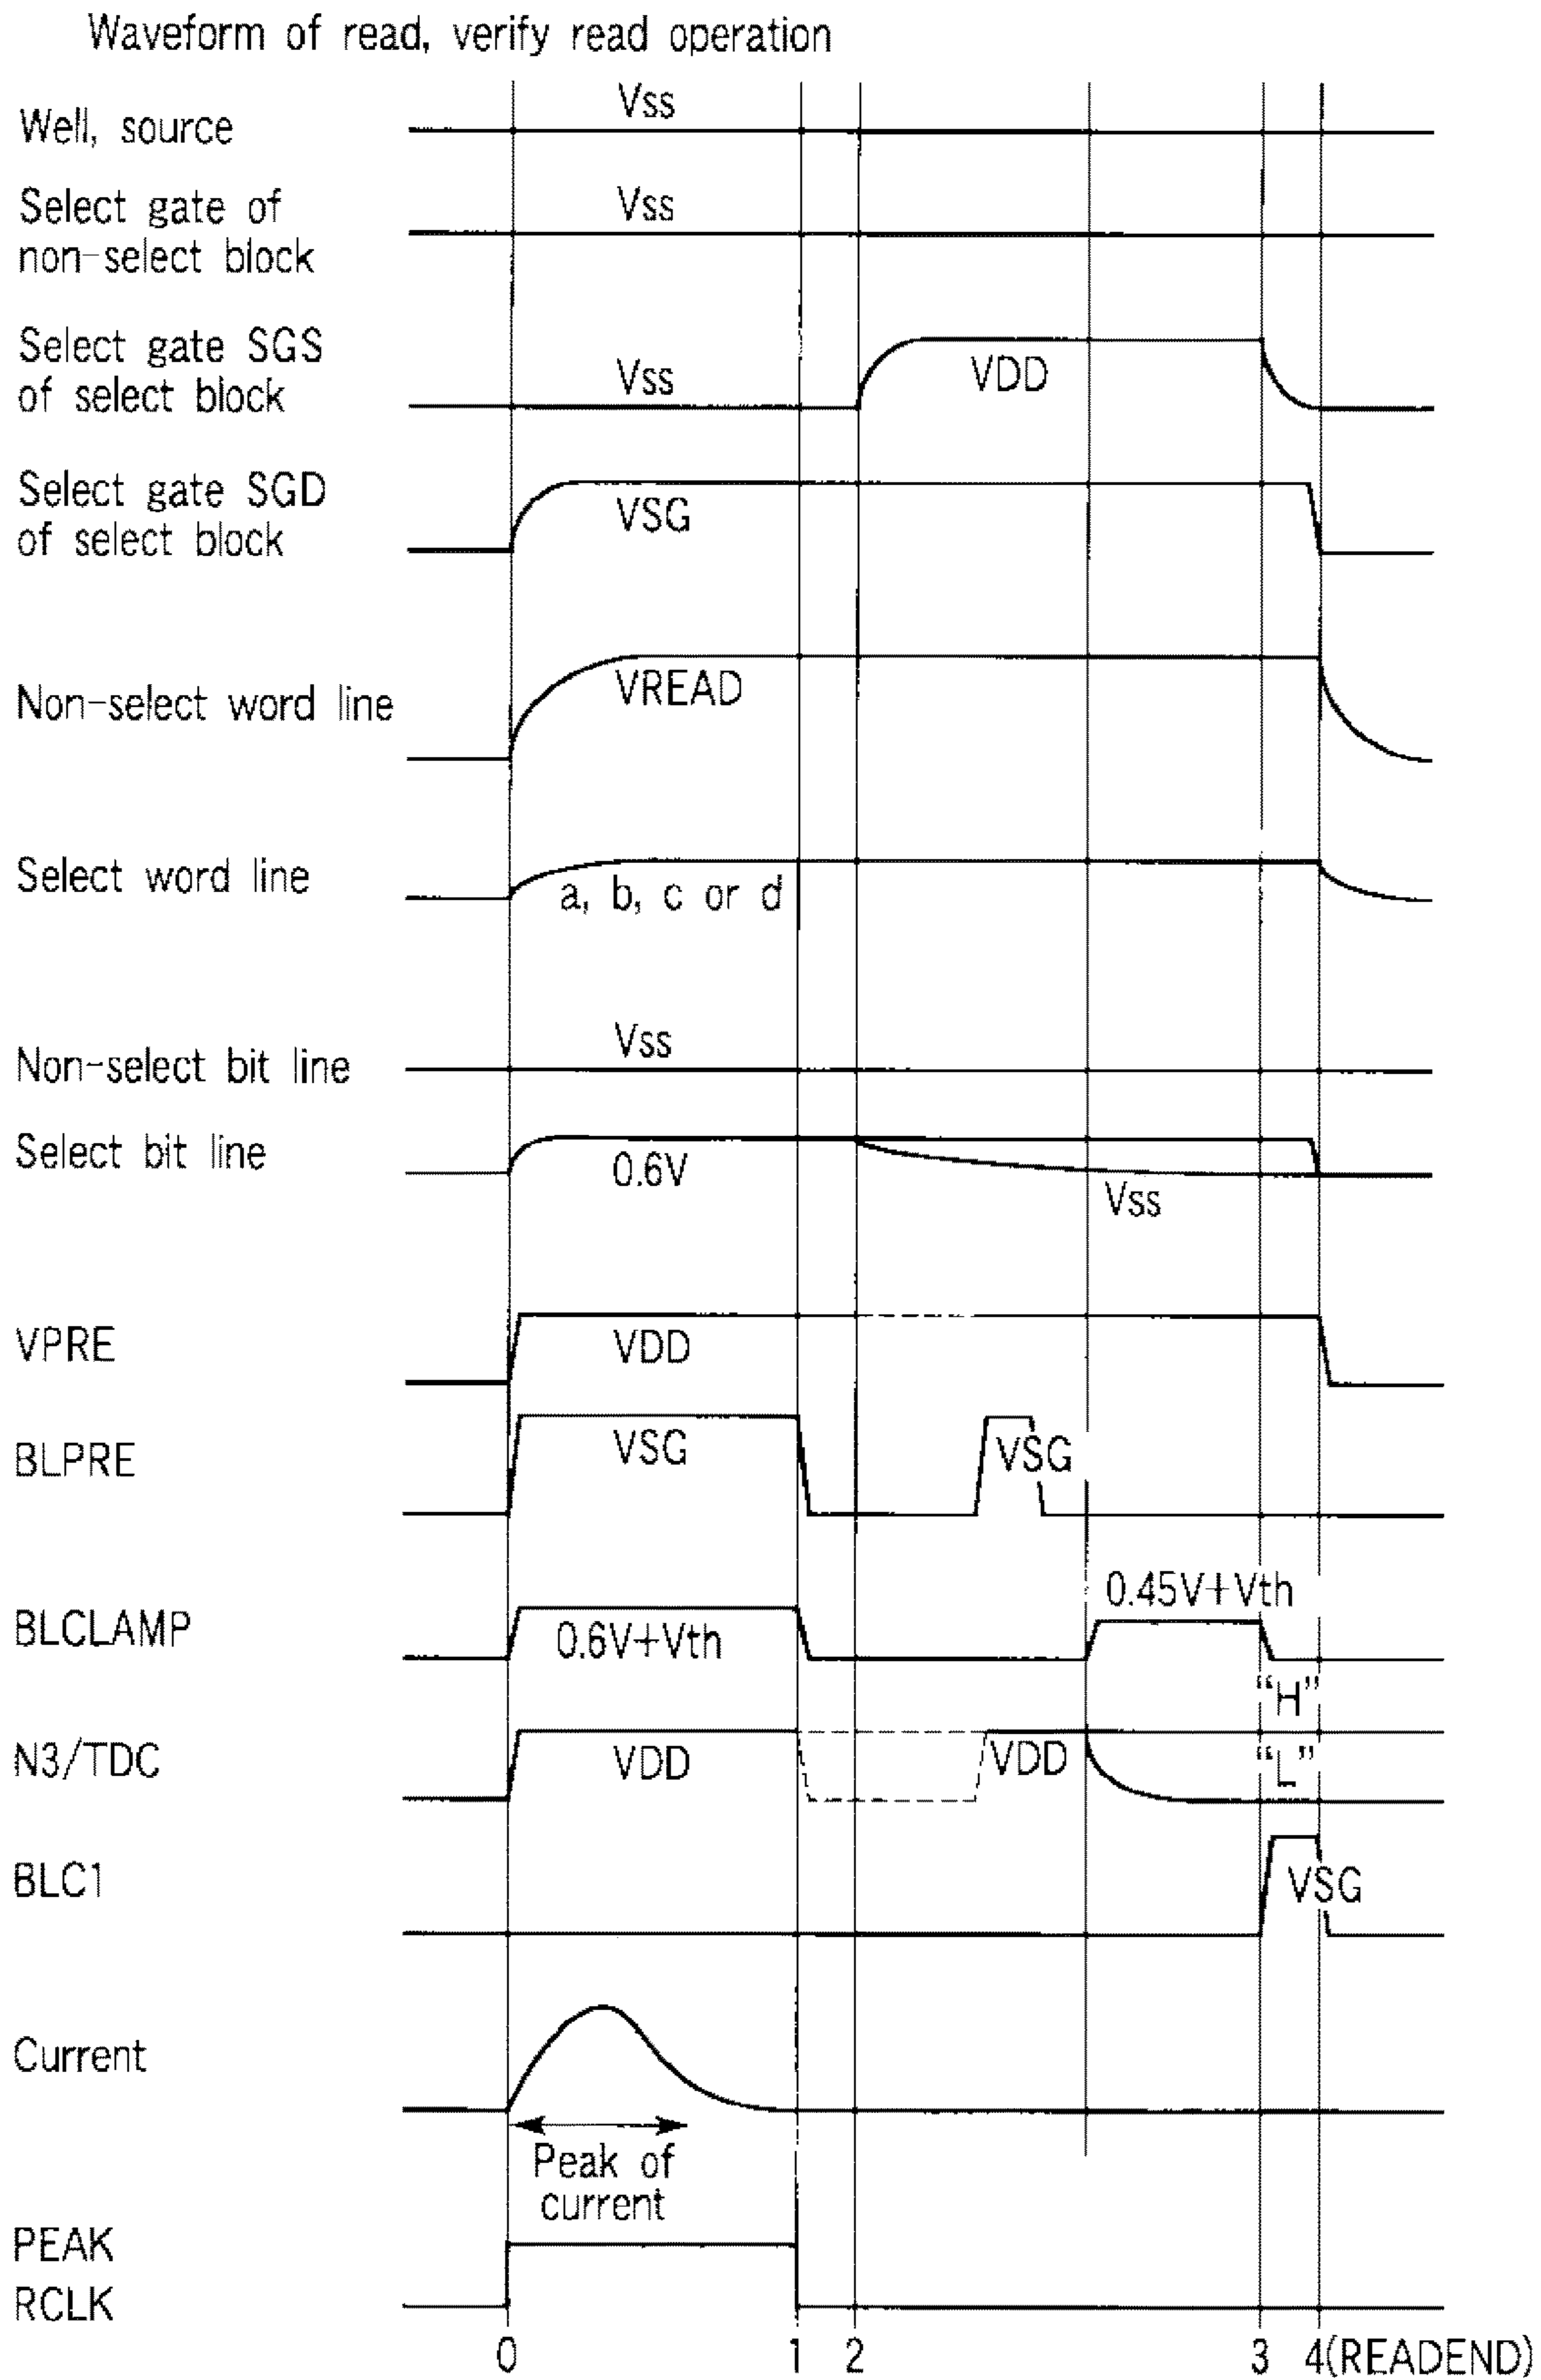 Waveform of read, verify read operation
Well, source
Vss
Select gate of
non-select block
Vss
Select gate SGS
of select block
Vss
VDD
Select gate SGD
of select block
VSG
Non-select word line
VREAD
Select word line
a, b, c or d
Non-select bit line
Vss
Select bit line
0.6V
Vss
VPRE
VDD
BLPRE
VSG
VSG
BLCLAMP
0.6V+Vth
0.45V+Vth
N3/TDC
VDD
VDD
“H”
“L”
BLC1
VSG
Current
Peak of
current
PEAK
RCLK
0 1 2 3 4(READEND)